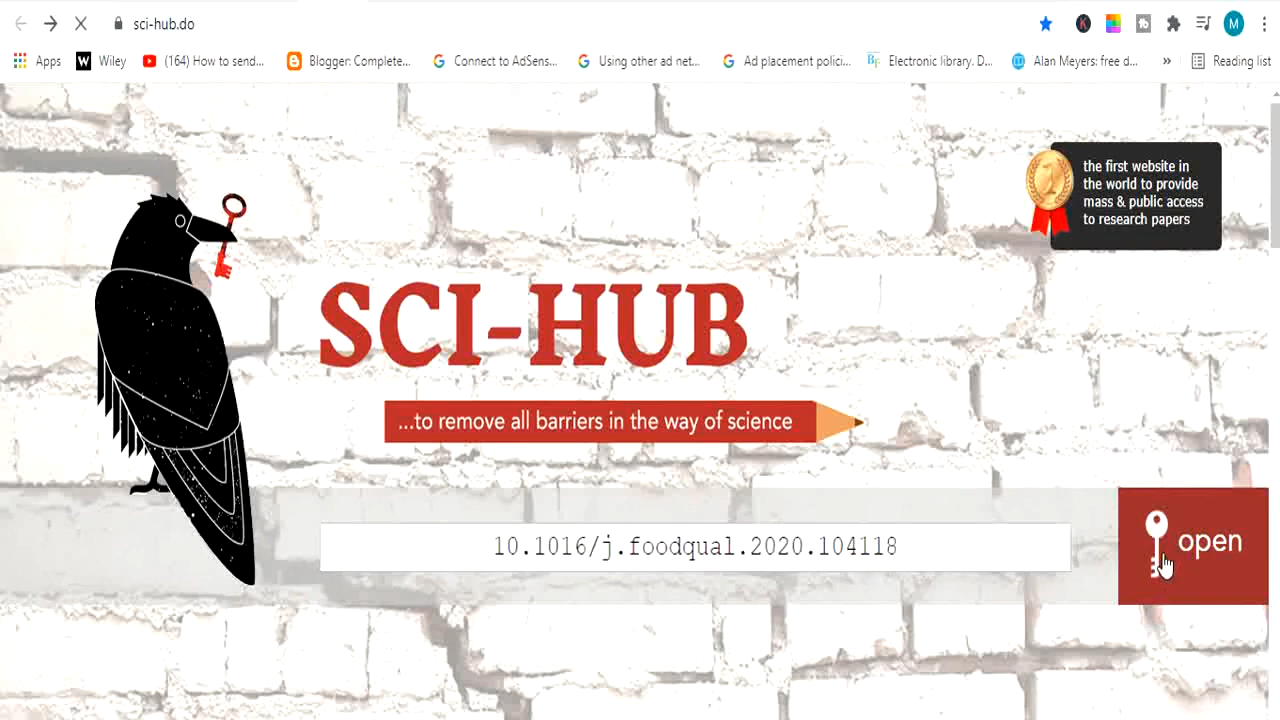 sci-hub.do
K
M
Apps
W Wiley
(164) How to send...
Blogger: Complete...
G Connect to AdSens...
G Using other ad net...
G Ad placement polici...
BF Electronic library. D...
Alan Meyers: free d...
»
Reading list
1
the first website in
the world to provide
mass & public access
to research papers
SCI-HUB
...to remove all barriers in the way of science
10.1016/j.foodqual.2020.104118
open